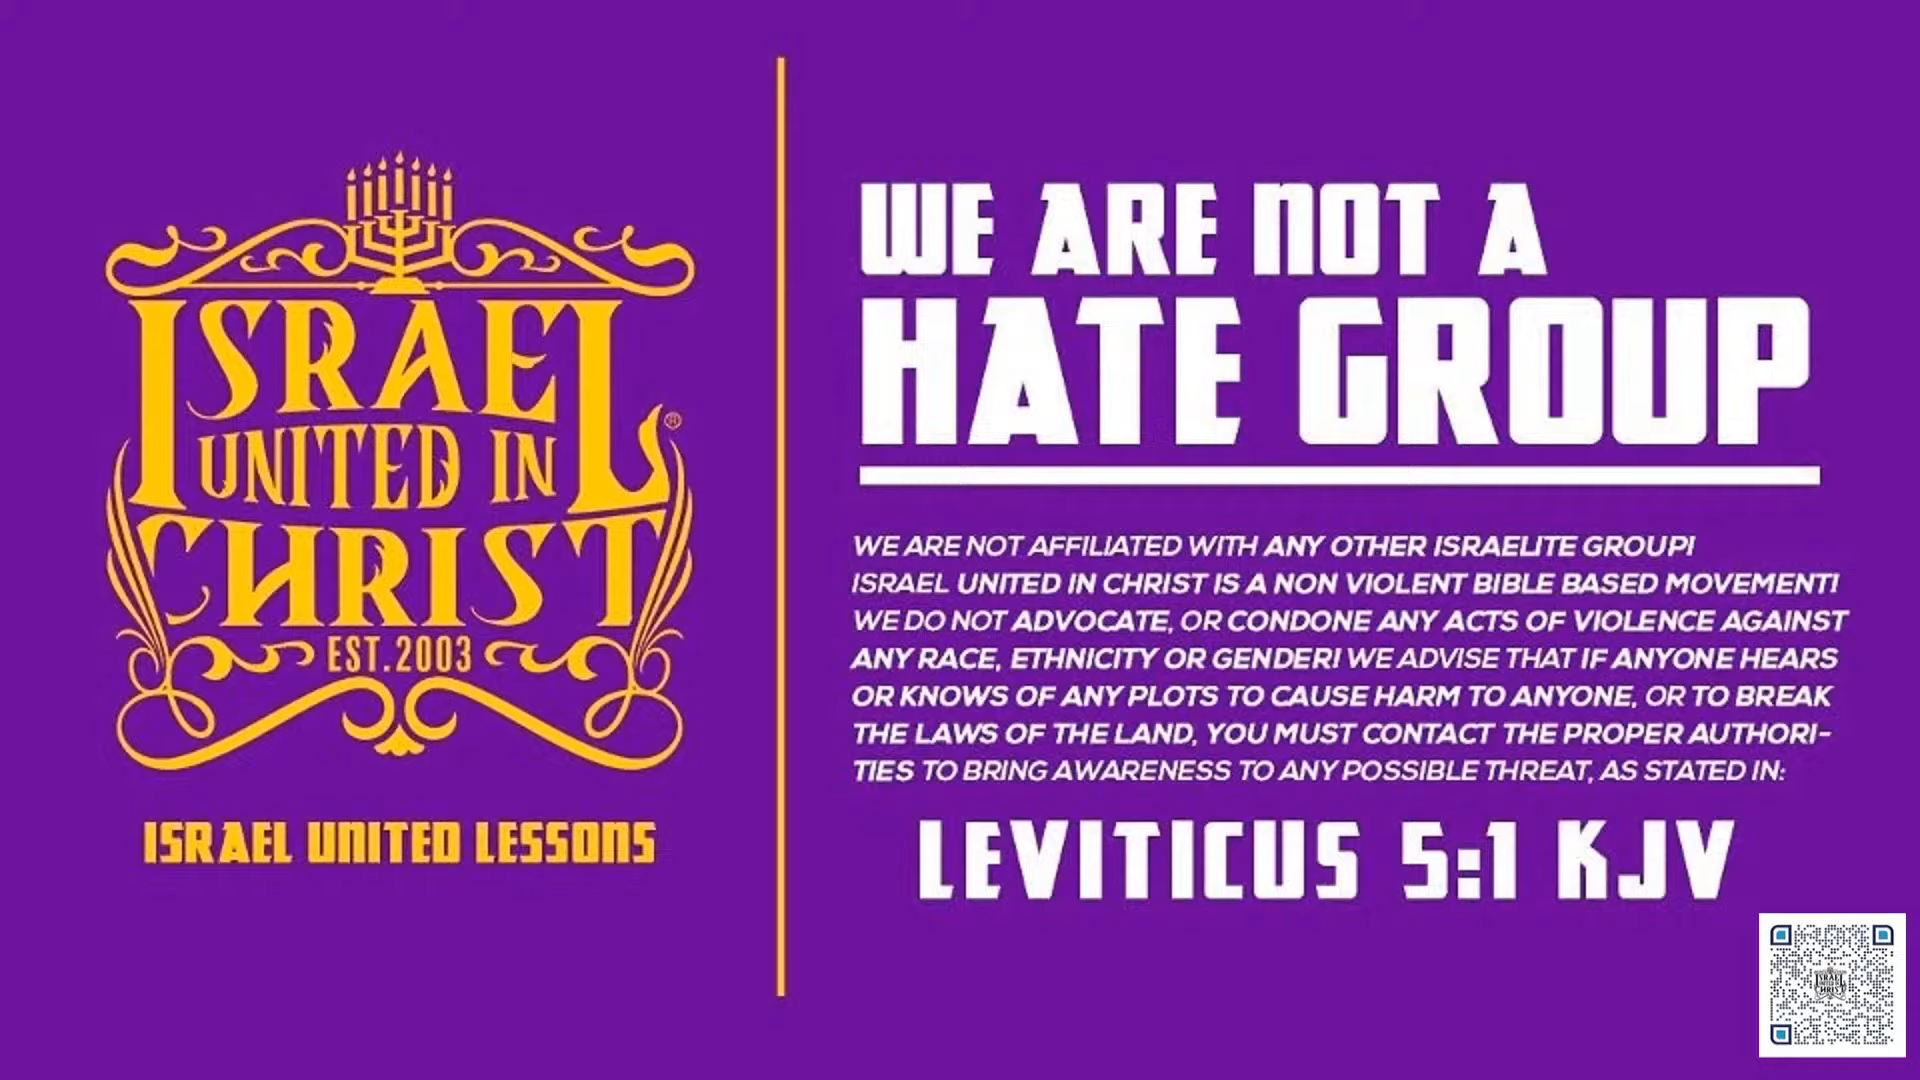 ISRAEL
UNITED IN
CHRIST®
EST.2003
ISRAEL UNITED LESSONS
WE ARE NOT A
HATE GROUP
WE ARE NOT AFFILIATED WITH ANY OTHER ISRAELITE GROUP!
ISRAEL UNITED IN CHRIST IS A NON VIOLENT BIBLE BASED MOVEMENT!
WE DO NOT ADVOCATE, OR CONDONE ANY ACTS OF VIOLENCE AGAINST
ANY RACE, ETHNICITY OR GENDER! WE ADVISE THAT IF ANYONE HEARS
OR KNOWS OF ANY PLOTS TO CAUSE HARM TO ANYONE, OR TO BREAK
THE LAWS OF THE LAND, YOU MUST CONTACT THE PROPER AUTHORI-
TIES TO BRING AWARENESS TO ANY POSSIBLE THREAT, AS STATED IN:
LEVITICUS 5:1 KJV
ISRAEL
UNITED IN
CHRIST